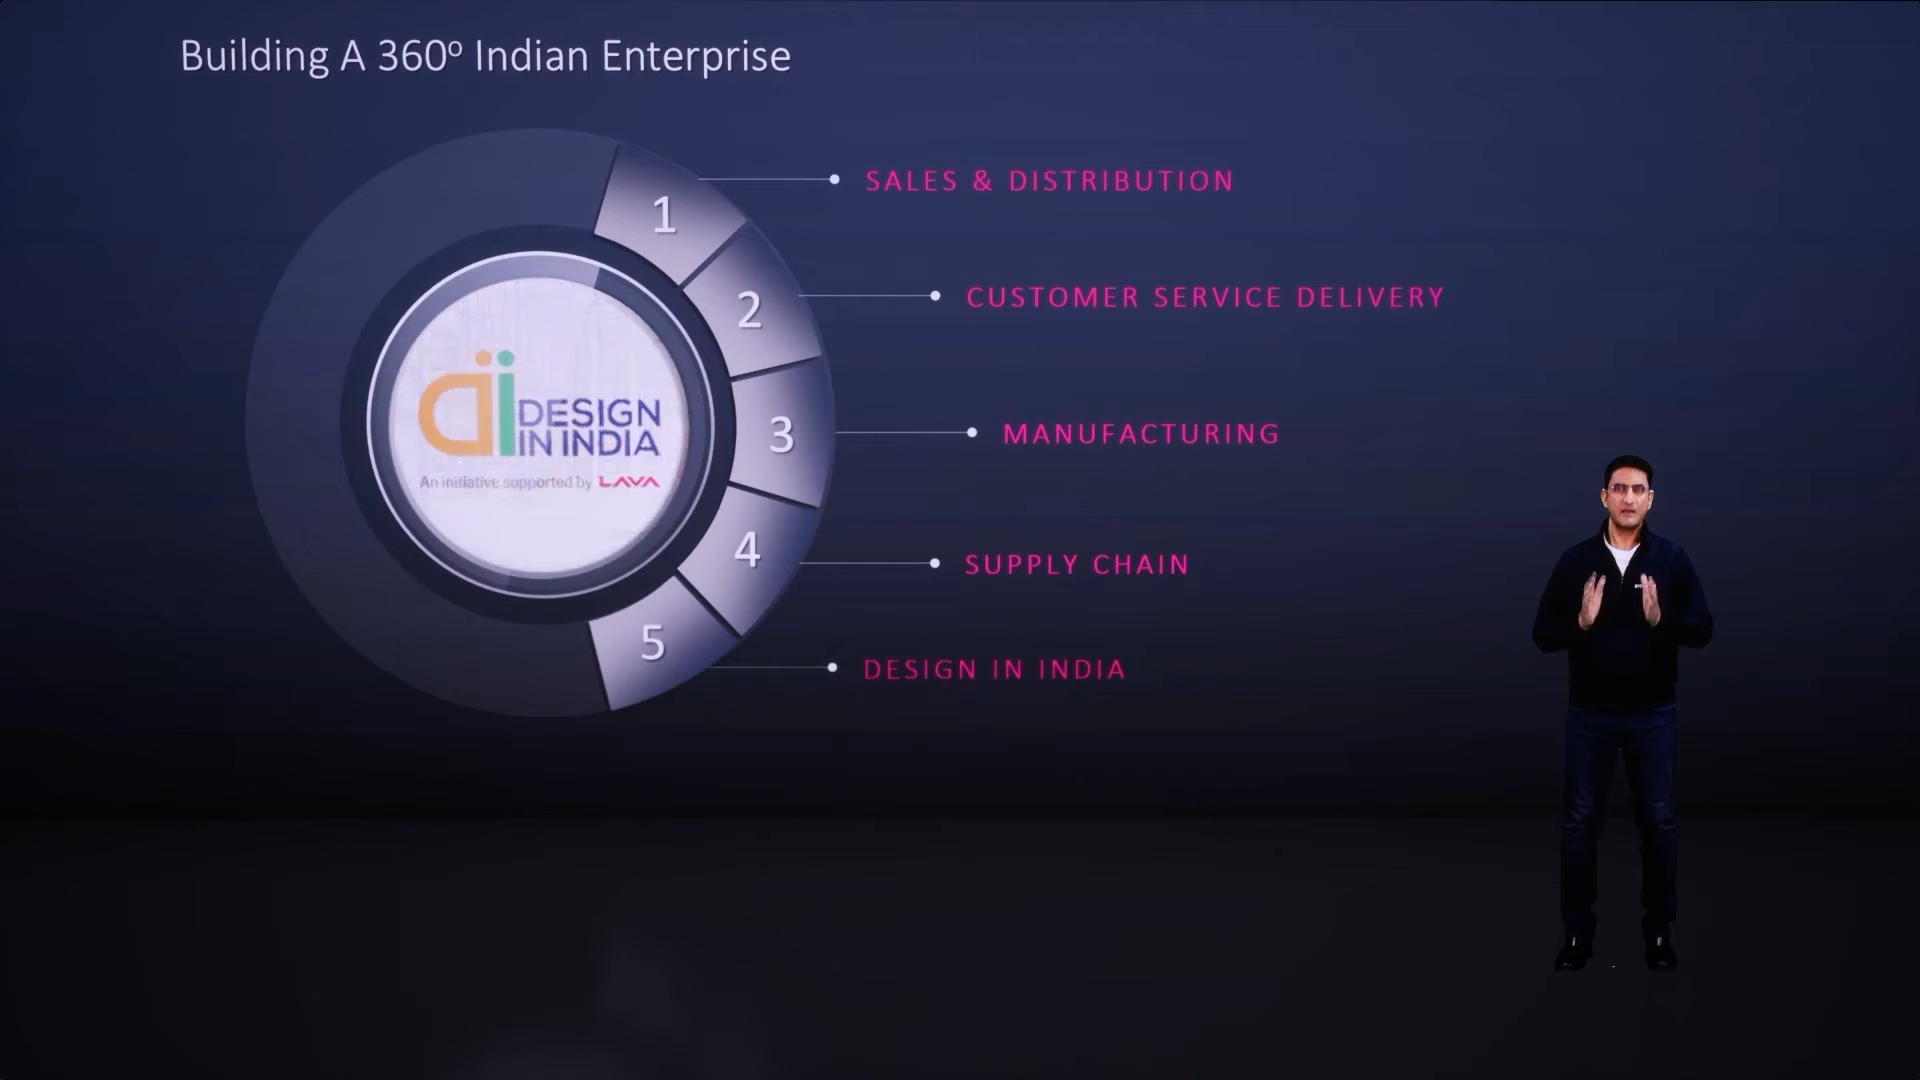 Building A 360º Indian Enterprise
1
SALES & DISTRIBUTION
2
CUSTOMER SERVICE DELIVERY
3
MANUFACTURING
4
SUPPLY CHAIN
5
DESIGN IN INDIA
DESIGN
IN INDIA
An initiative supported by LAVA